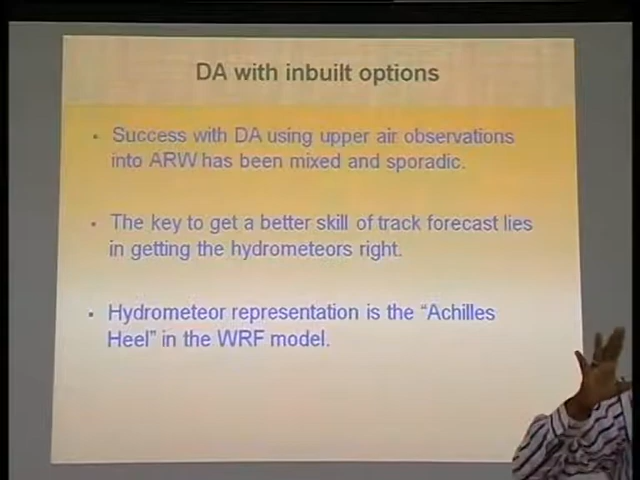 DA with inbuilt options
• Success with DA using upper air observations
into ARW has been mixed and sporadic.
• The key to get a better skill of track forecast lies
in getting the hydrometeors right.
• Hydrometeor representation is the “Achilles
Heel” in the WRF model.